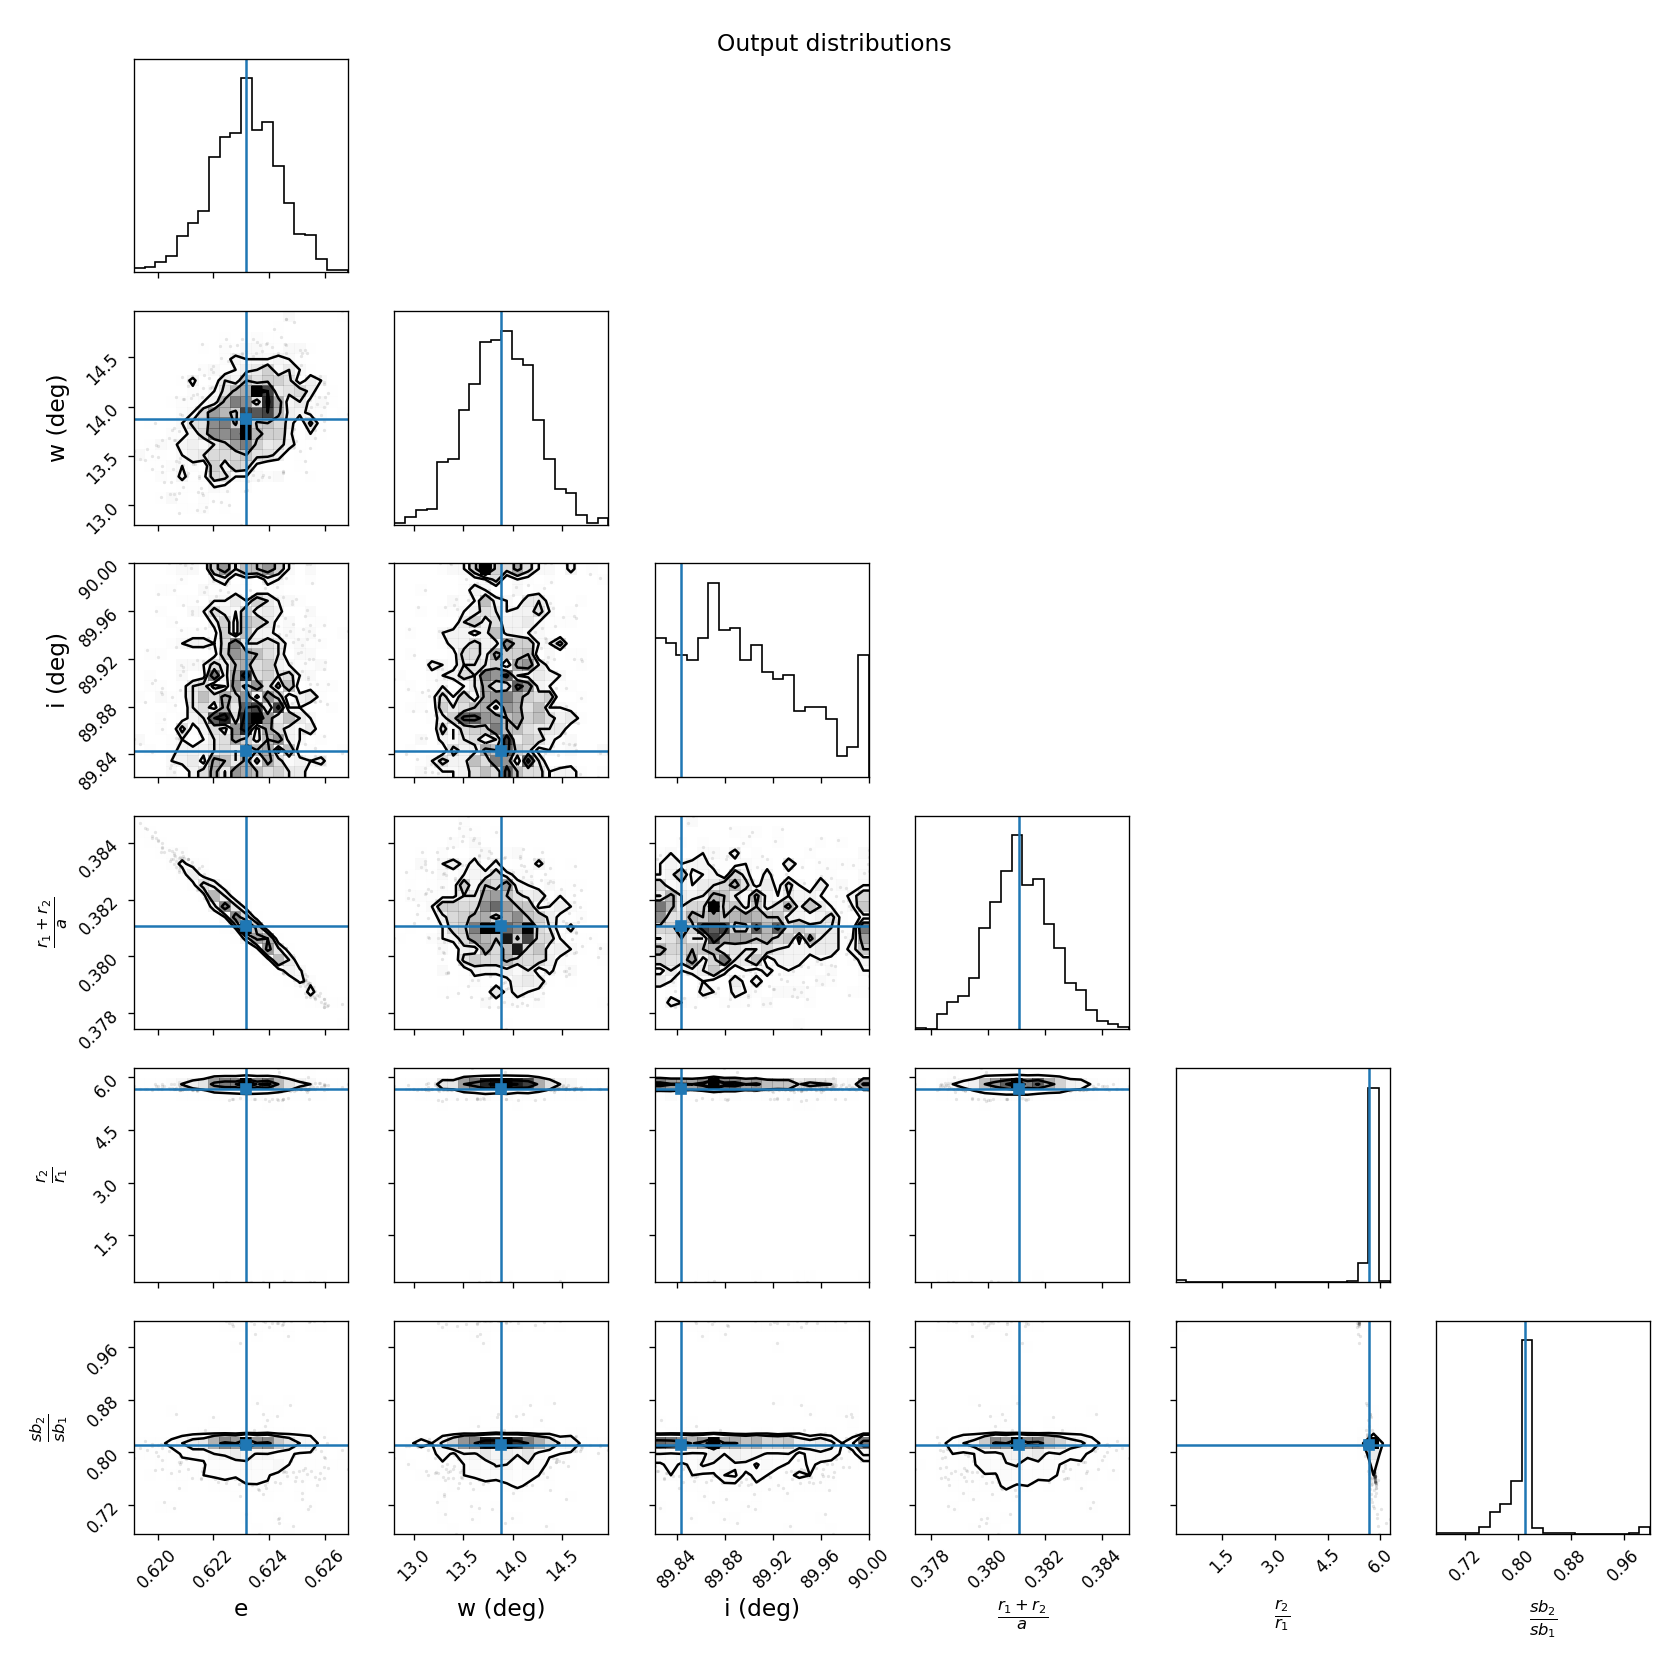 Output distributions
w (deg)
14.5
14.0
13.5
13.0
i (deg)
90.00
89.96
89.92
89.88
89.84
r₁ + r₂
a
0.384
0.382
0.380
0.378
r₂
r₁
6.0
4.5
3.0
1.5
sb₂
sb₁
0.96
0.88
0.80
0.72
0.620 0.622 0.624 0.626 13.0 13.5 14.0 14.5 89.84 89.88 89.92 89.96 90.00 0.378 0.380 0.382 0.384 1.5 3.0 4.5 6.0 0.72 0.80 0.88 0.96
e w (deg) i (deg) r₁ + r₂ r₂ sb₂
a r₁ sb₁